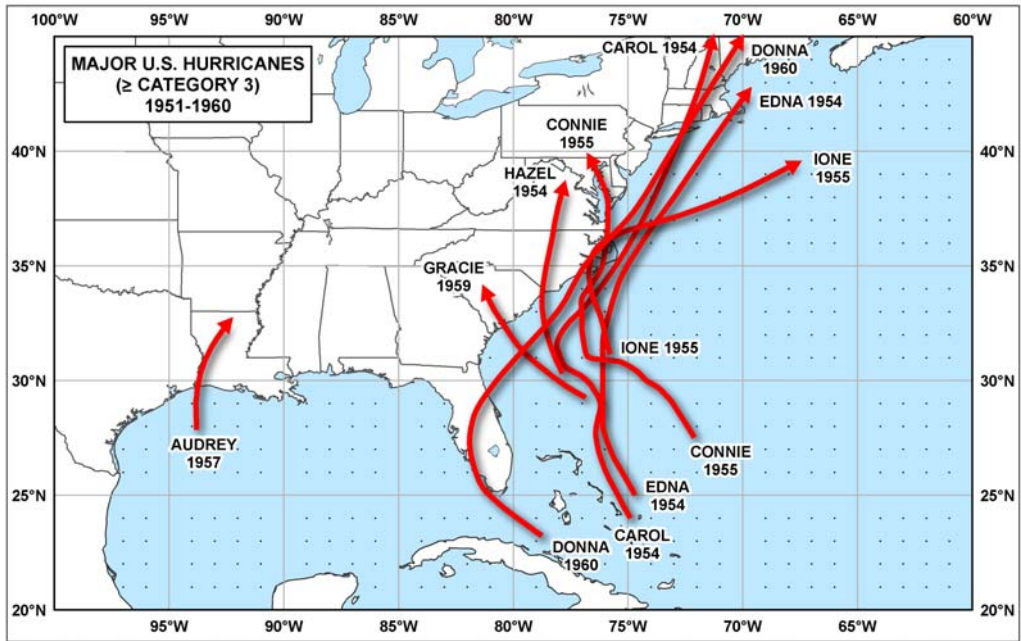 100°W 95°W 90°W 85°W 80°W 75°W 70°W 65°W 60°W
MAJOR U.S. HURRICANES
(≥ CATEGORY 3)
1951-1960
CAROL 1954
DONNA
1960
EDNA 1954
CONNIE
1955
40°N
40°N
IONE
1955
HAZEL
1954
35°N
35°N
GRACIE
1959
IONE 1955
30°N
30°N
AUDREY
1957
CONNIE
1955
EDNA
1954
25°N
25°N
CAROL
1954
DONNA
1960
20°N
20°N
95°W 90°W 85°W 80°W 75°W 70°W 65°W